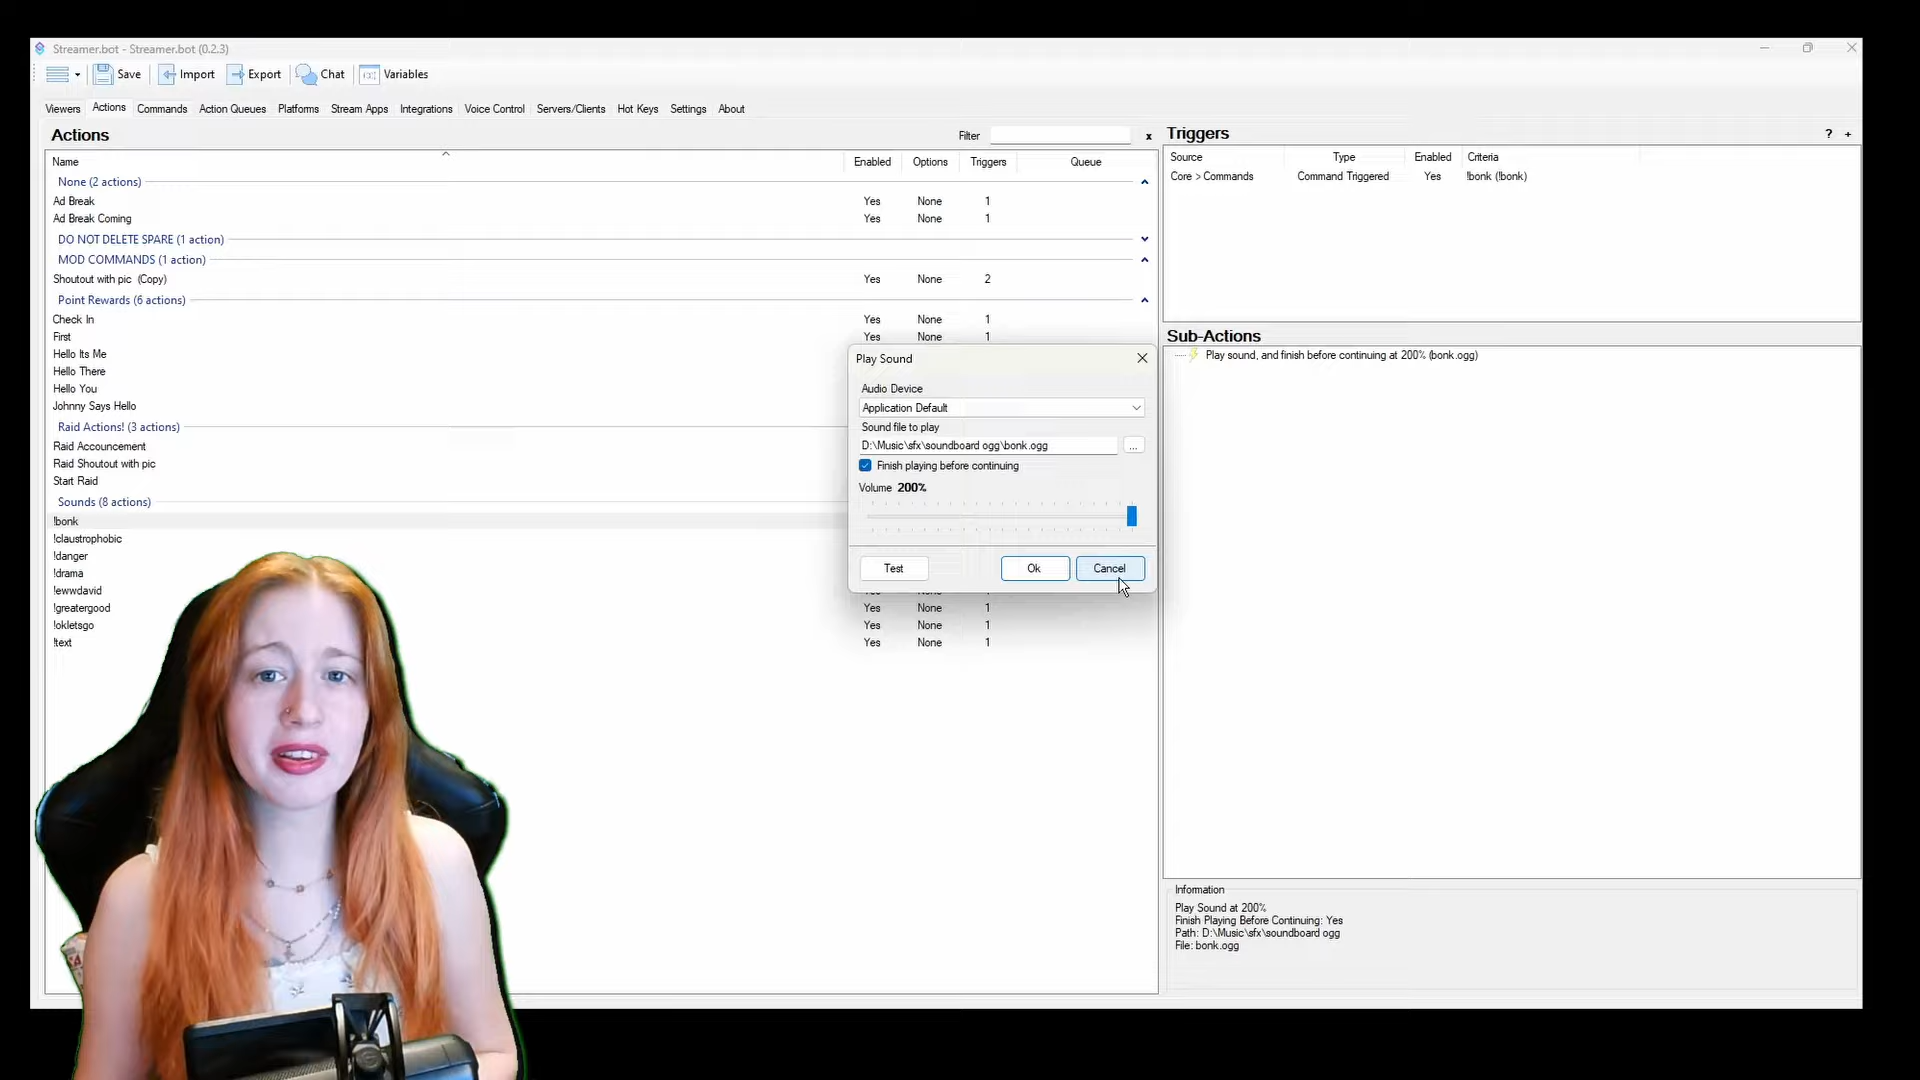 Streamer.bot - Streamer.bot (0.2.3)
Save Import Export Chat Variables
Viewers Actions Commands Action Queues Platforms Stream Apps Integrations Voice Control Servers/Clients Hot Keys Settings About
Actions
Filter x
Name Enabled Options Triggers Queue
None (2 actions)
Ad Break Yes None 1
Ad Break Coming Yes None 1
DO NOT DELETE SPARE (1 action)
MOD COMMANDS (1 action)
Shoutout with pic (Copy) Yes None 2
Point Rewards (6 actions)
Check In Yes None 1
First Yes None 1
Hello Its Me
Hello There
Hello You
Johnny Says Hello
Raid Actions! (3 actions)
Raid Accouncement
Raid Shoutout with pic
Start Raid
Sounds (8 actions)
!bonk
!claustrophobic
!danger
!drama
!ewwdavid
!greatergood Yes None 1
!okletsgo Yes None 1
!text Yes None 1
Play Sound
Audio Device
Application Default
Sound file to play
D:\Music\sfx\soundboard ogg\bonk.ogg ...
Finish playing before continuing
Volume 200%
Test Ok Cancel
Triggers ? +
Source Type Enabled Criteria
Core > Commands Command Triggered Yes !bonk (!bonk)
Sub-Actions
Play sound, and finish before continuing at 200% (bonk.ogg)
Information
Play Sound at 200%
Finish Playing Before Continuing: Yes
Path: D:\Music\sfx\soundboard ogg
File: bonk.ogg